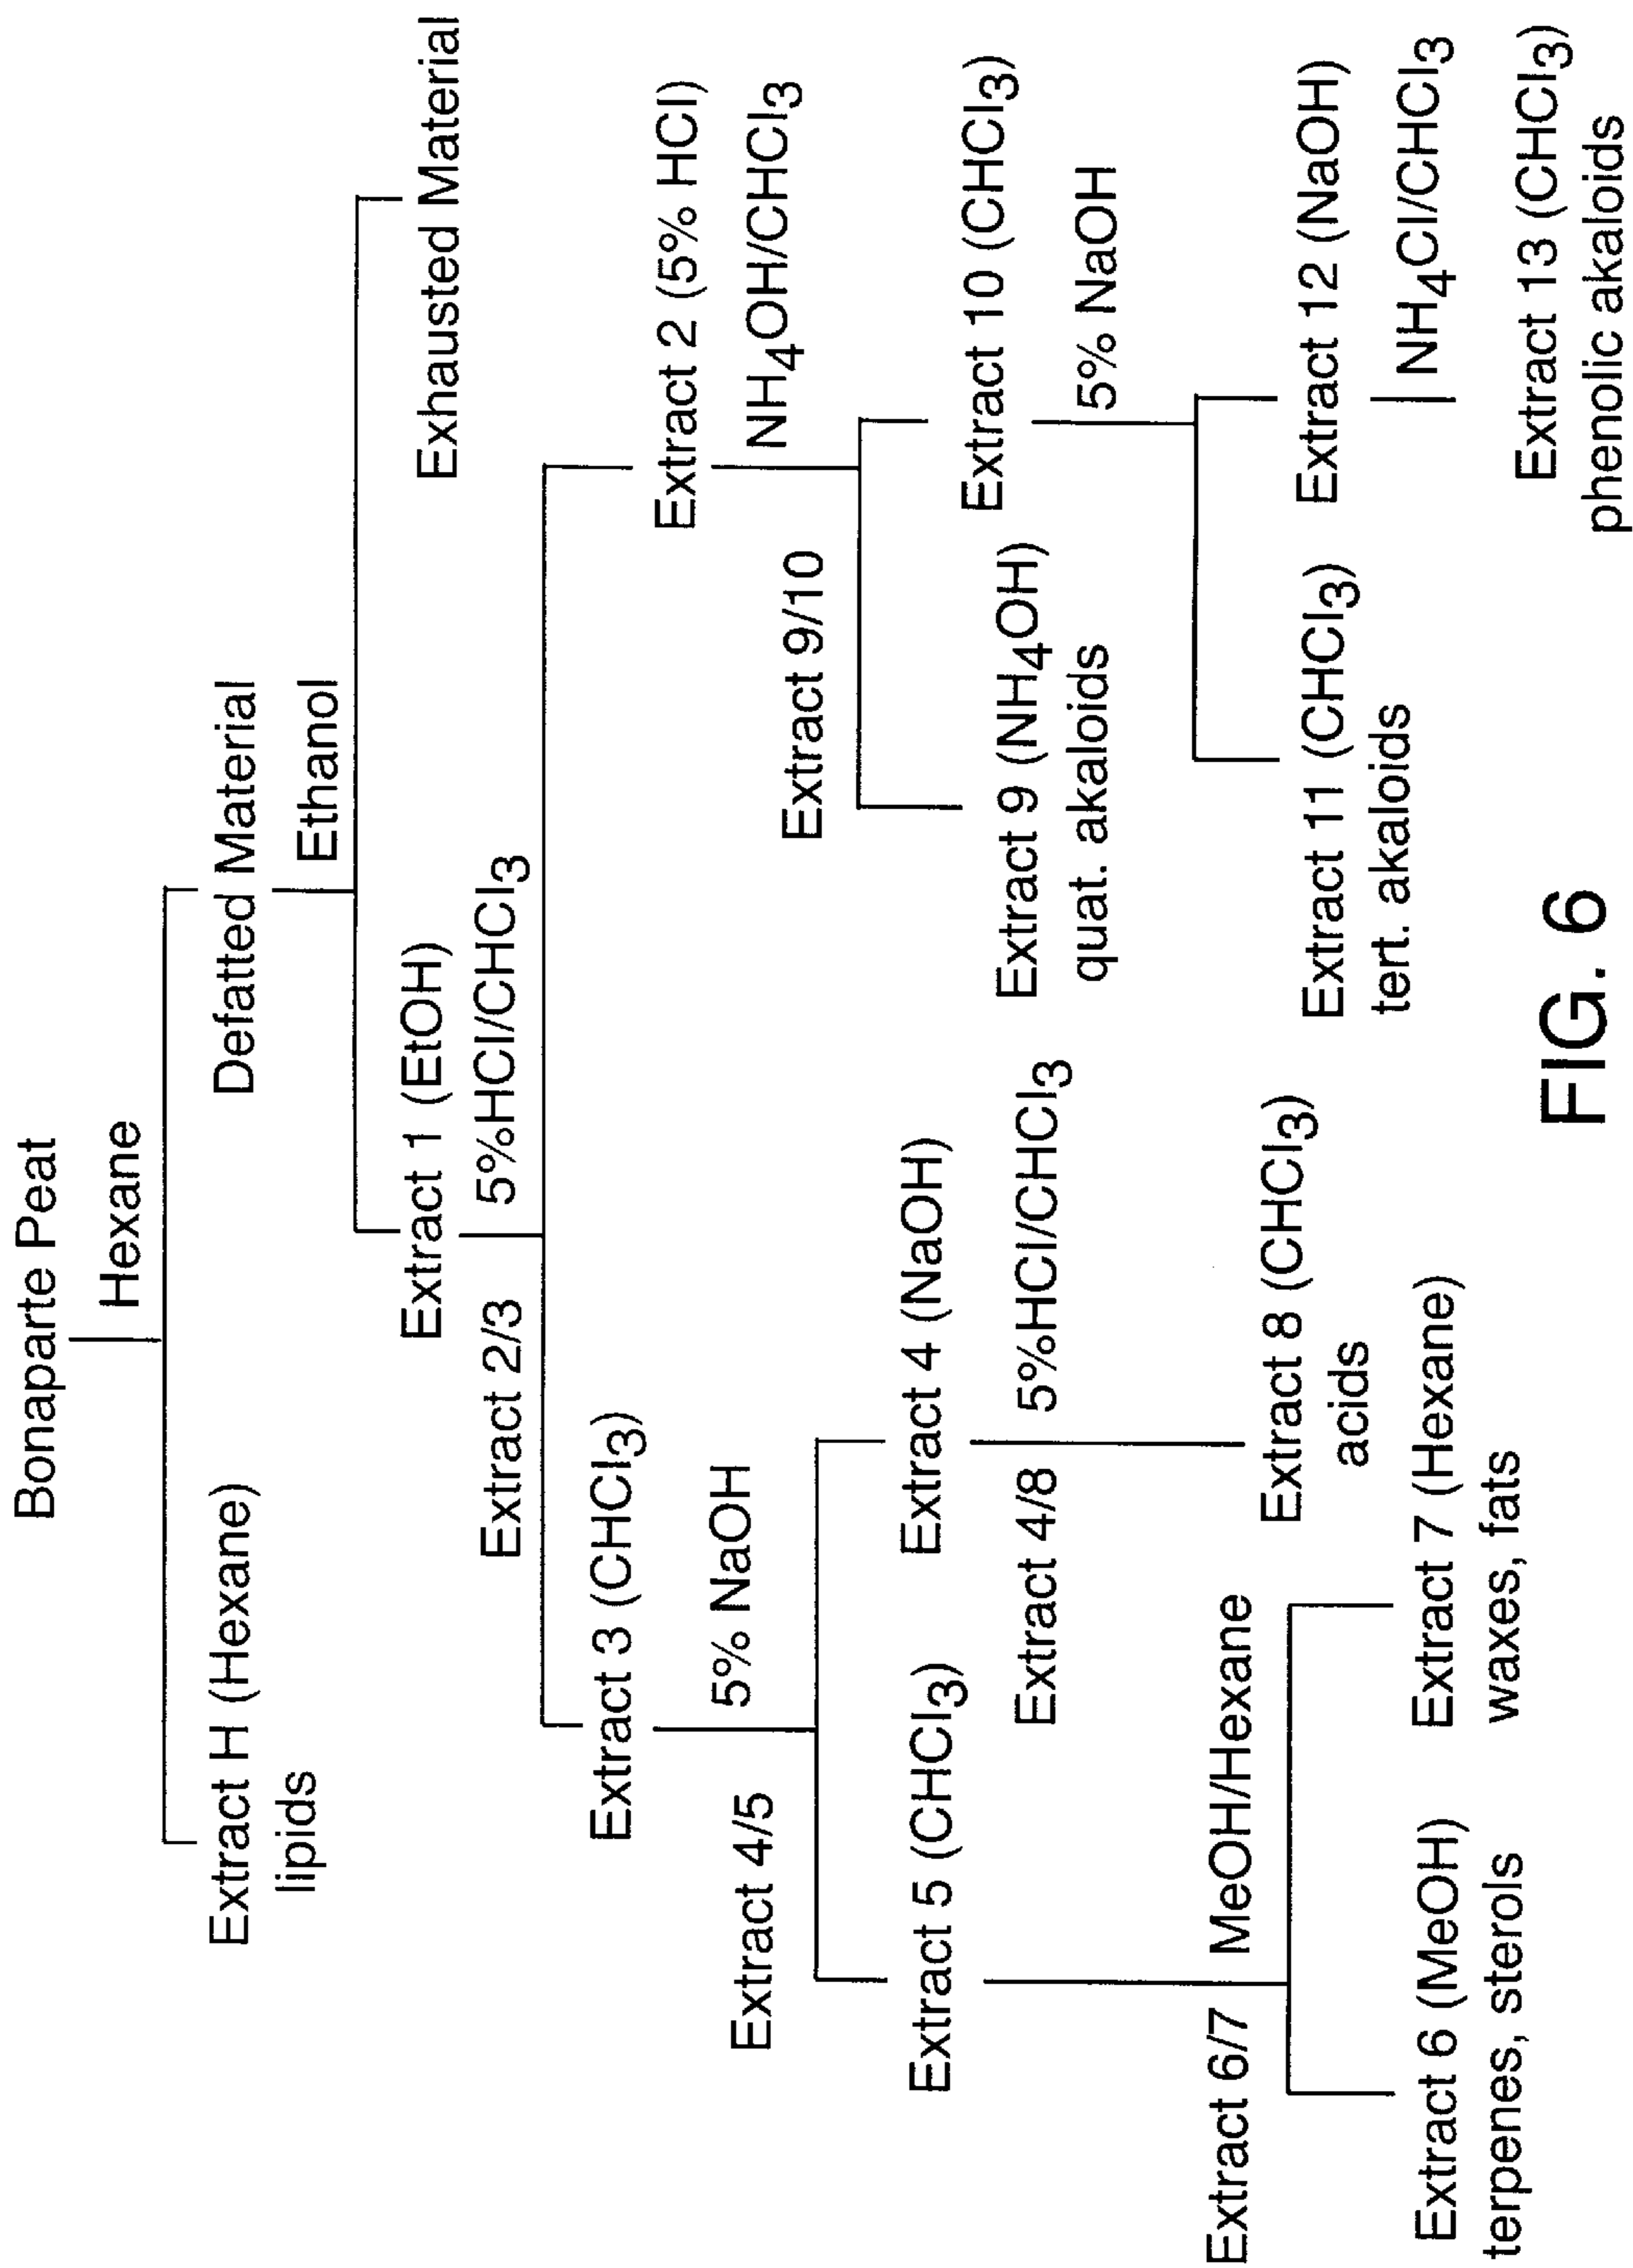 Bonaparte Peat
Hexane
Extract H (Hexane)
lipids
Defatted Material
Ethanol
Extract 1 (EtOH)
Exhausted Material
5%HCl/CHCl3
Extract 2/3
Extract 3 (CHCl3)
Extract 2 (5% HCl)
5% NaOH
NH4OH/CHCl3
Extract 4/5
Extract 9/10
Extract 5 (CHCl3)
Extract 4 (NaOH)
Extract 9 (NH4OH)
quat. akaloids
Extract 10 (CHCl3)
Extract 4/8
5%HCl/CHCl3
5% NaOH
Extract 6/7
MeOH/Hexane
Extract 8 (CHCl3)
acids
Extract 11 (CHCl3)
tert. akaloids
Extract 12 (NaOH)
NH4Cl/CHCl3
Extract 6 (MeOH)
terpenes, sterols
Extract 7 (Hexane)
waxes, fats
Extract 13 (CHCl3)
phenolic akaloids
FIG. 6